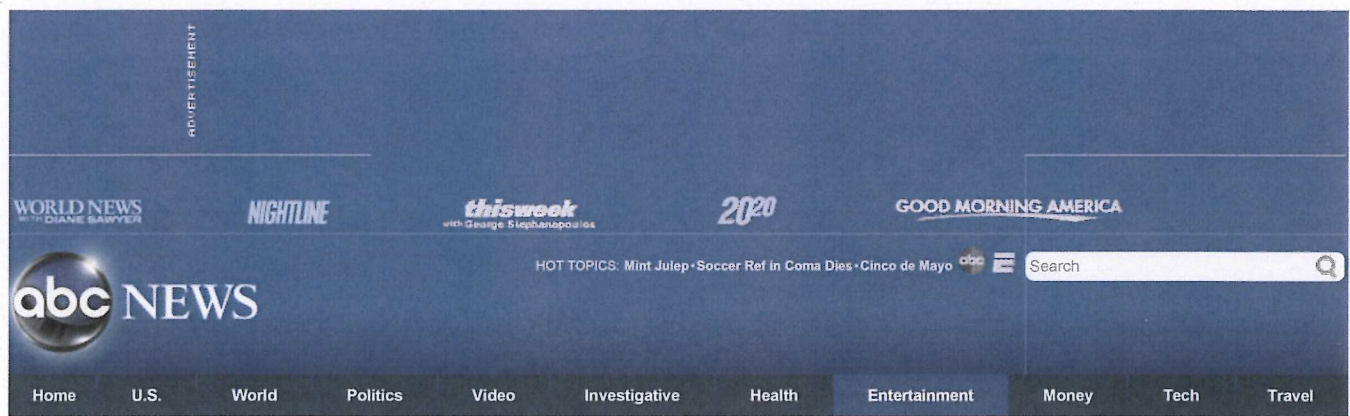 ADVERTISEMENT
WORLD NEWS
WITH DIANE SAWYER
NIGHTLINE
thisweek
with George Stephanopoulos
20/20
GOOD MORNING AMERICA
HOT TOPICS: Mint Julep • Soccer Ref in Coma Dies • Cinco de Mayo
abc
Search
abc NEWS
Home U.S. World Politics Video Investigative Health Entertainment Money Tech Travel